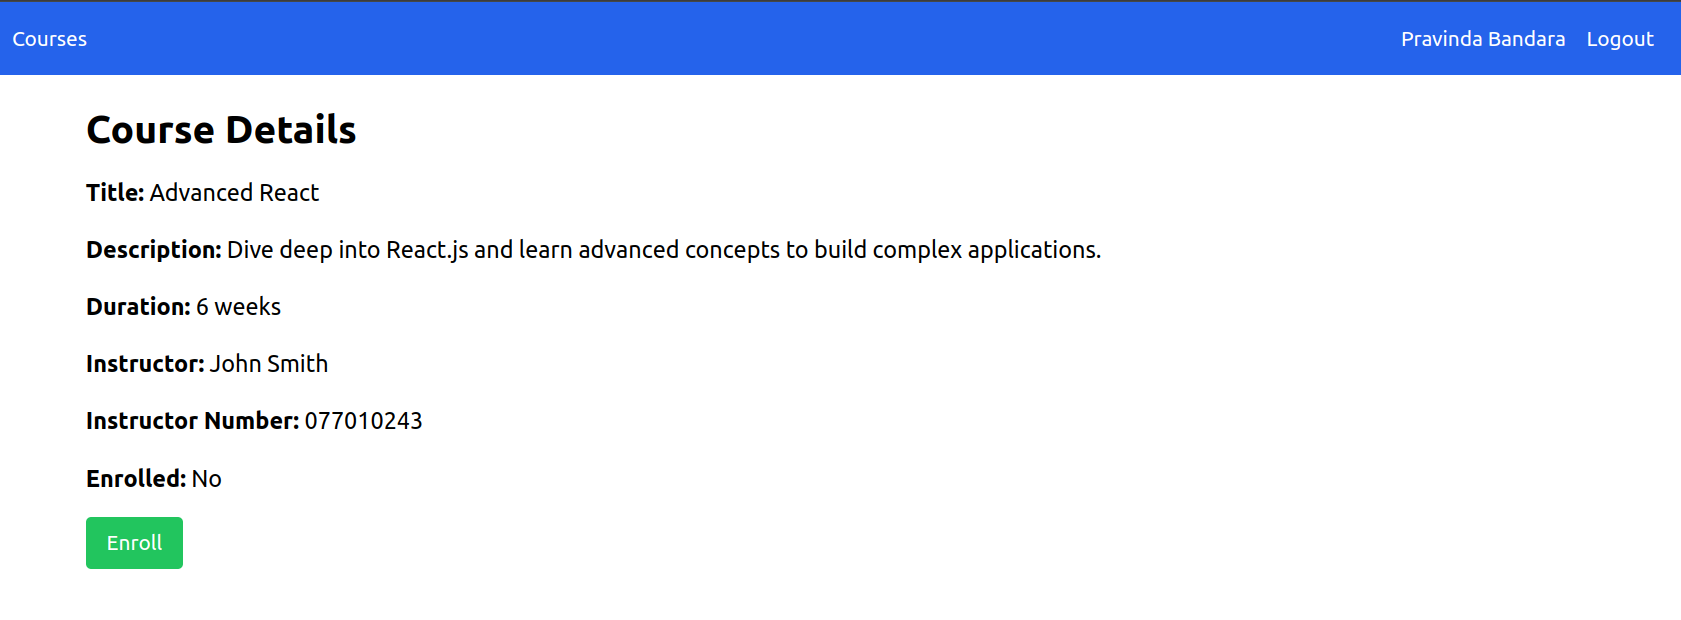 Courses Pravinda Bandara Logout
Course Details
Title: Advanced React
Description: Dive deep into React.js and learn advanced concepts to build complex applications.
Duration: 6 weeks
Instructor: John Smith
Instructor Number: 077010243
Enrolled: No
Enroll